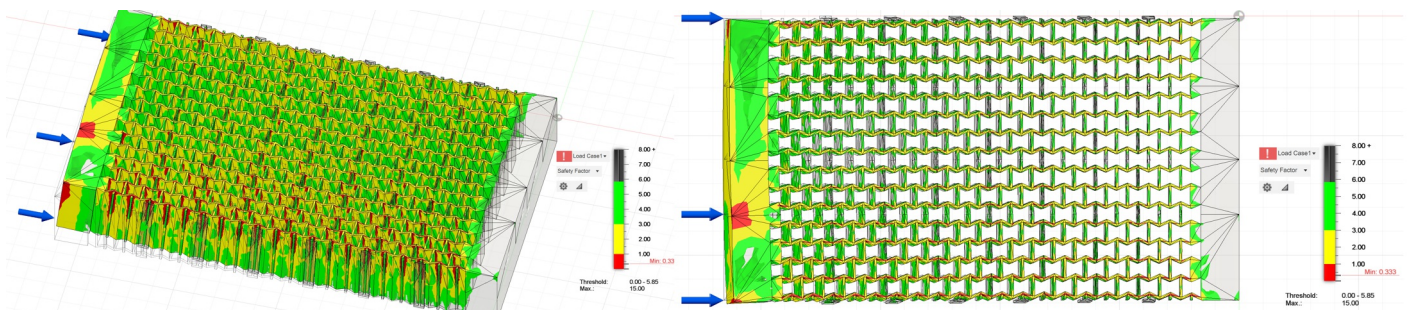 Load Case1
Safety Factor
8.00 +
7.00
6.00
5.00
4.00
3.00
2.00
1.00
Min: 0.33
Threshold: 0.00 - 5.85
Max.: 15.00
Load Case1
Safety Factor
8.00 +
7.00
6.00
5.00
4.00
3.00
2.00
1.00
Min: 0.333
Threshold: 0.00 - 5.85
Max.: 15.00